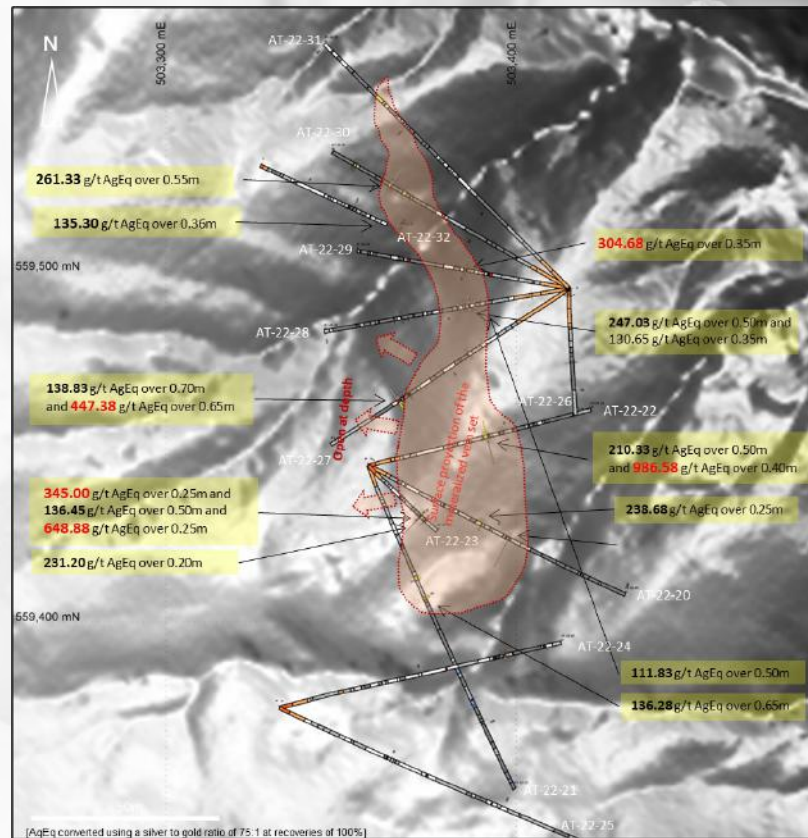 503,300 mE
503,400 mE
N
AT-22-31
AT-22-30
261.33 g/t AgEq over 0.55m
135.30 g/t AgEq over 0.36m
AT-22-32
AT-22-29
304.68 g/t AgEq over 0.35m
559,500 mN
AT-22-28
247.03 g/t AgEq over 0.50m and
130.65 g/t AgEq over 0.35m
138.83 g/t AgEq over 0.70m
and 447.38 g/t AgEq over 0.65m
Open at depth
AT-22-26
AT-22-22
AT-22-27
Surface proyection of the
mineralized vein set
210.33 g/t AgEq over 0.50m
and 986.58 g/t AgEq over 0.40m
345.00 g/t AgEq over 0.25m and
136.45 g/t AgEq over 0.50m and
648.88 g/t AgEq over 0.25m
238.68 g/t AgEq over 0.25m
AT-22-23
231.20 g/t AgEq over 0.20m
AT-22-20
559,400 mN
AT-22-24
111.83 g/t AgEq over 0.50m
136.28 g/t AgEq over 0.65m
AT-22-21
AT-22-25
[AgEq converted using a silver to gold ratio of 75:1 at recoveries of 100%]